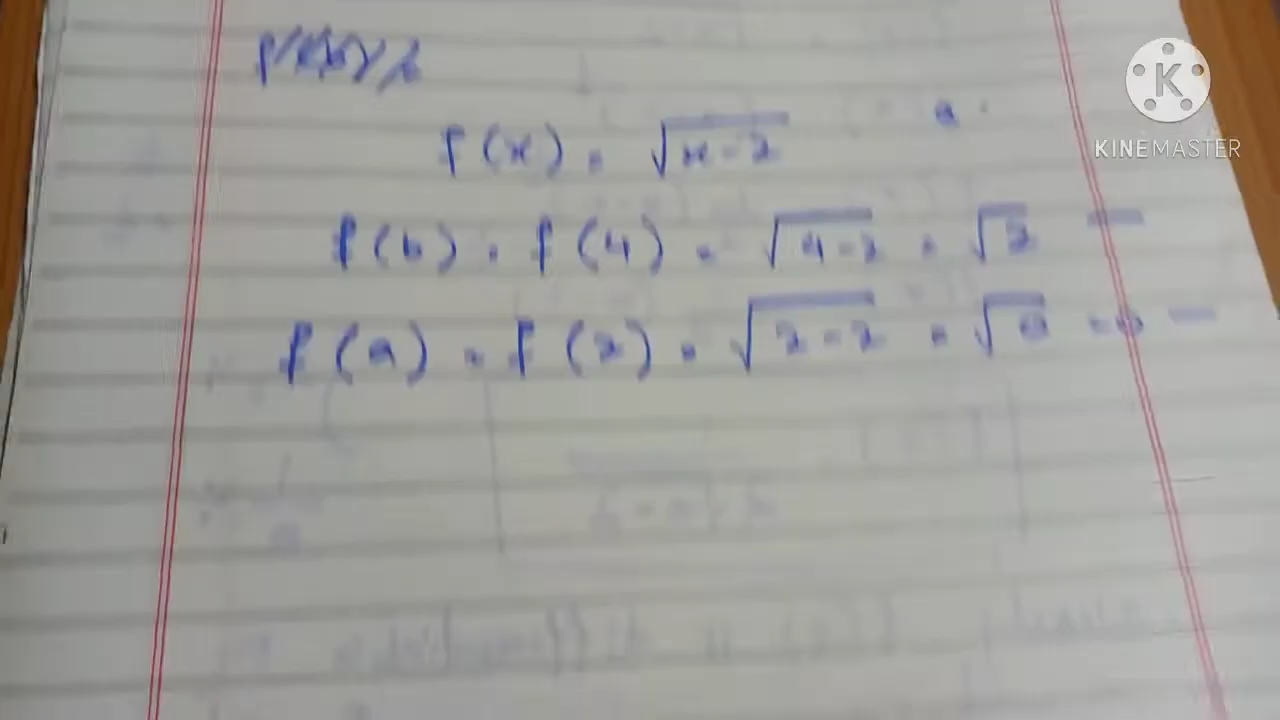 f(x) = √x-2
f(b) = f(4) = √4-2 = √2
f(a) = f(2) = √2-2 = √0 = 0
KINEMASTER